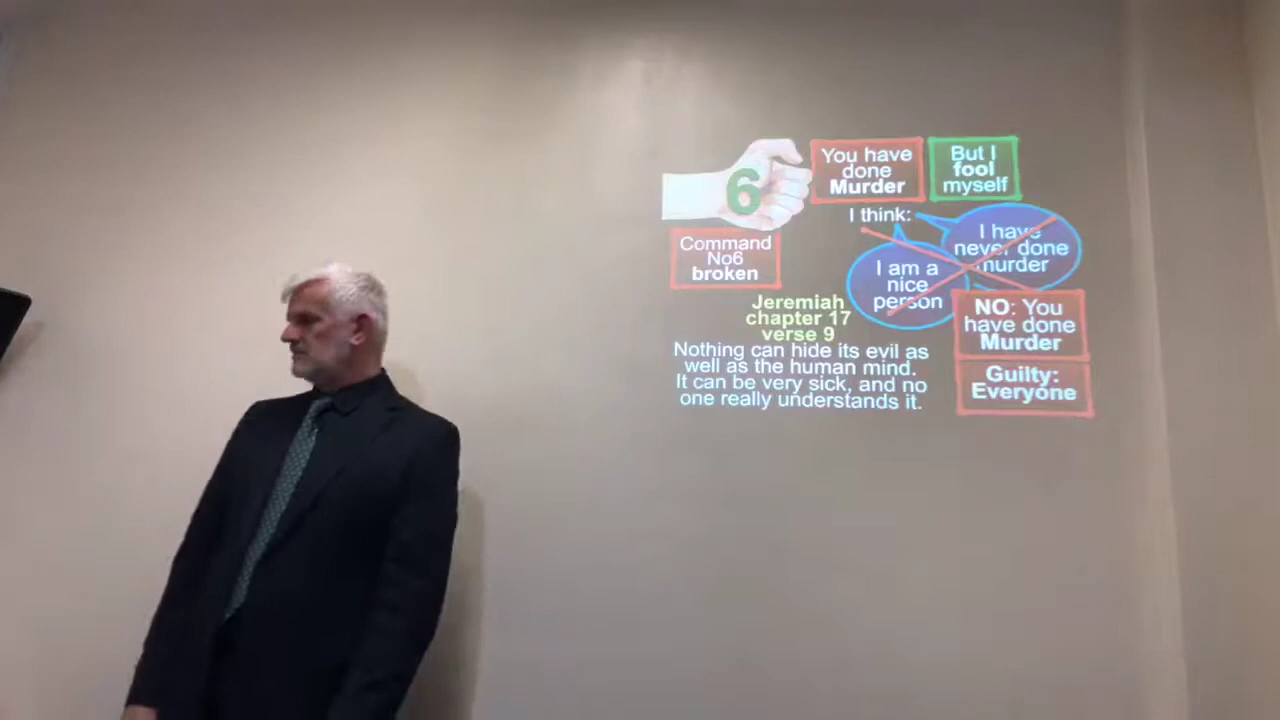 6
You have
done
Murder
But I
fool
myself
I think:
I have
never done
murder
I am a
nice
person
Command
No6
broken
NO: You
have done
Murder
Guilty:
Everyone
Jeremiah
chapter 17
verse 9
Nothing can hide its evil as
well as the human mind.
It can be very sick, and no
one really understands it.